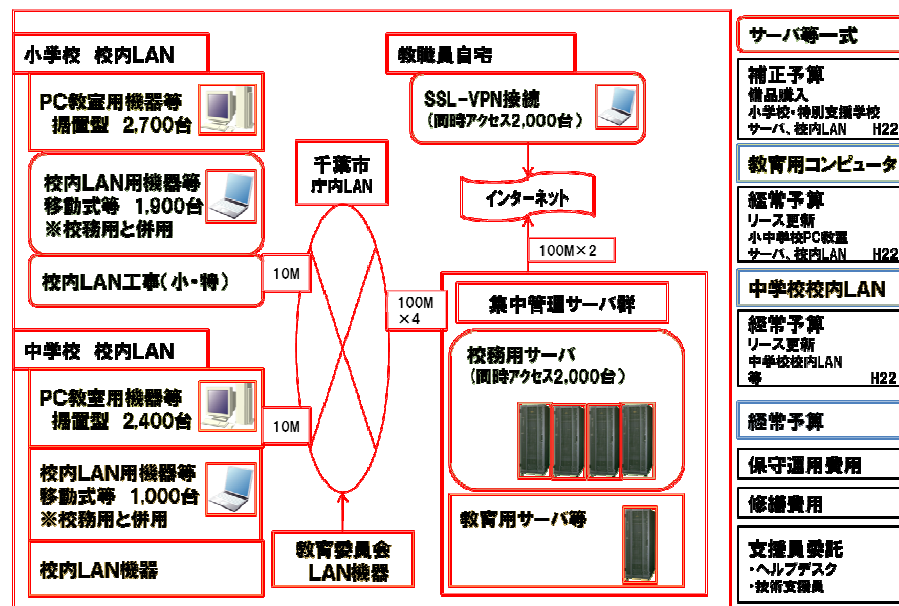 小学校 校内LAN
PC教室用機器等
据置型 2,700台
校内LAN用機器等
移動式等 1,900台
※校務用と併用
校内LAN工事(小・特)
中学校 校内LAN
PC教室用機器等
据置型 2,400台
校内LAN用機器等
移動式等 1,000台
※校務用と併用
校内LAN機器
10M
10M
千葉市
庁内LAN
教育委員会
LAN機器
100M
×4
教職員自宅
SSL-VPN接続
(同時アクセス2,000台)
インターネット
100M×2
集中管理サーバ群
校務用サーバ
(同時アクセス2,000台)
教育用サーバ等
サーバ等一式
補正予算
備品購入
小学校・特別支援学校
サーバ、校内LAN H22
教育用コンピュータ
経常予算
リース更新
小中学校PC教室
サーバ、校内LAN H22
中学校校内LAN
経常予算
リース更新
中学校校内LAN
等 H22
経常予算
保守運用費用
修繕費用
支援員委託
・ヘルプデスク
・技術支援員